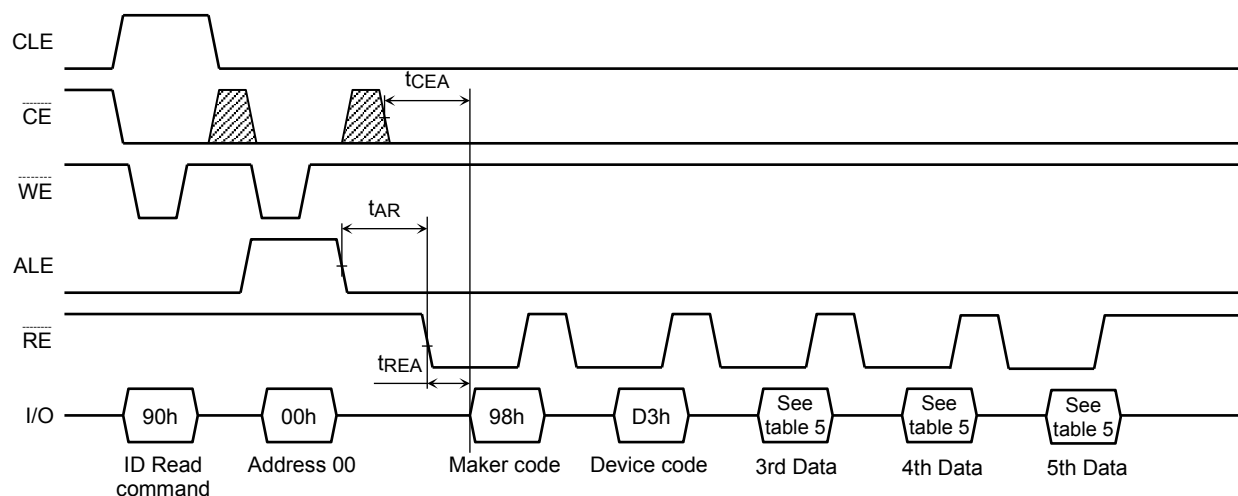 CLE
tCEA
CE
WE
tAR
ALE
RE
tREA
I/O
90h
00h
98h
D3h
See
table 5
See
table 5
See
table 5
ID Read
command
Address 00
Maker code
Device code
3rd Data
4th Data
5th Data